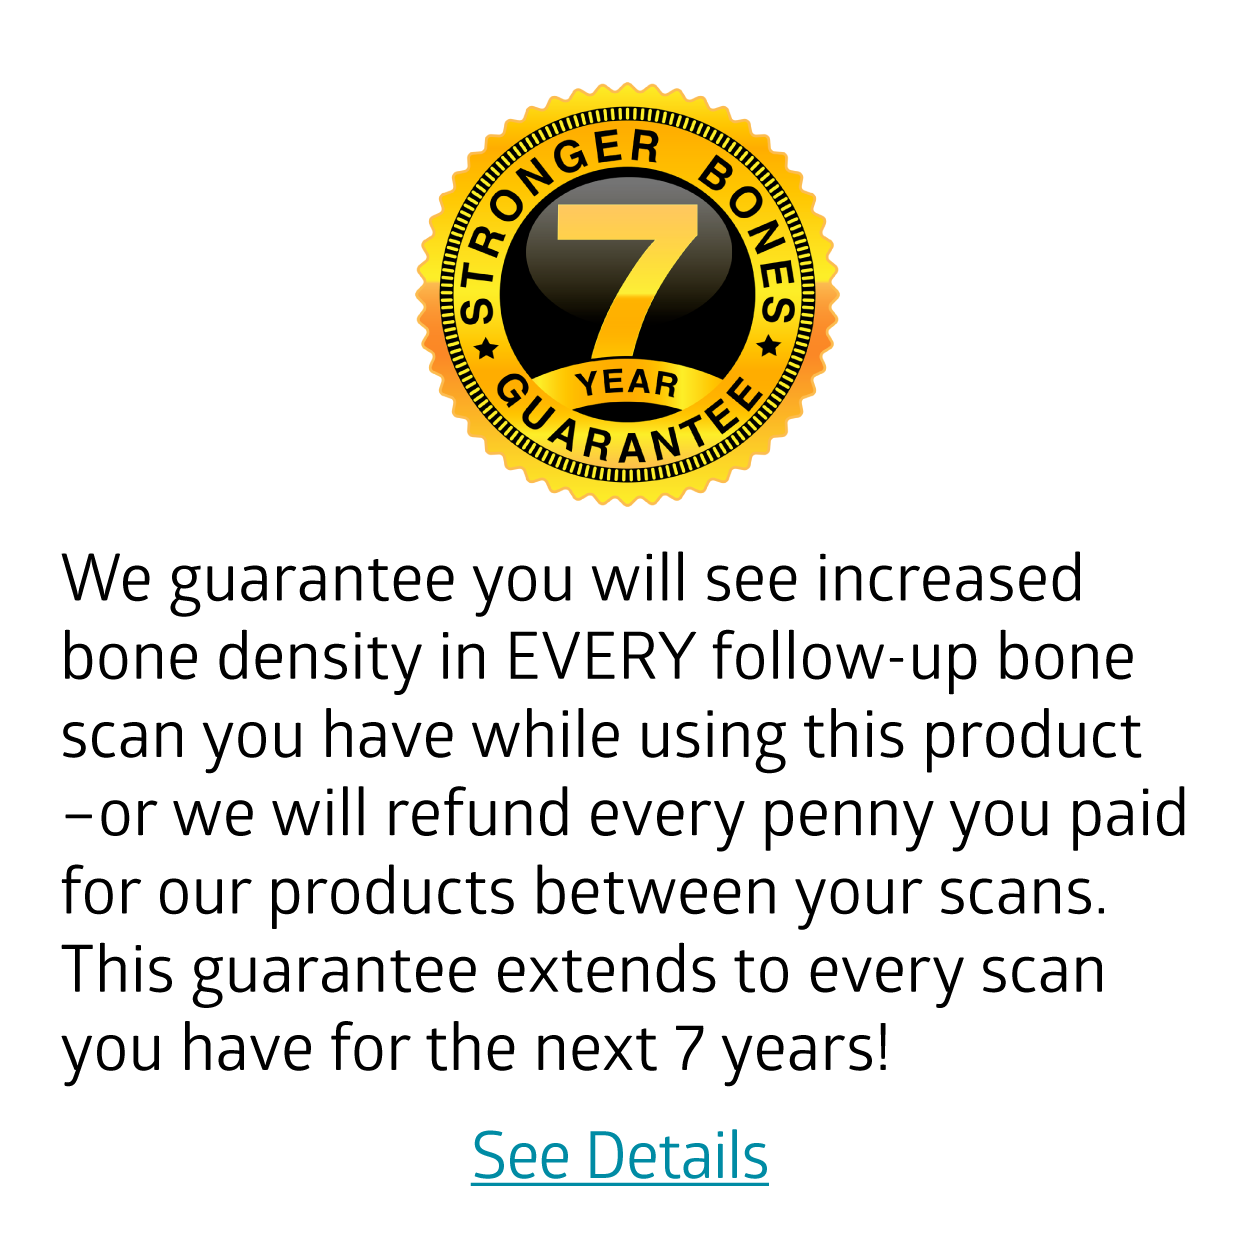 STRONGER BONES
7
YEAR
GUARANTEE
We guarantee you will see increased
bone density in EVERY follow-up bone
scan you have while using this product
–or we will refund every penny you paid
for our products between your scans.
This guarantee extends to every scan
you have for the next 7 years!
See Details